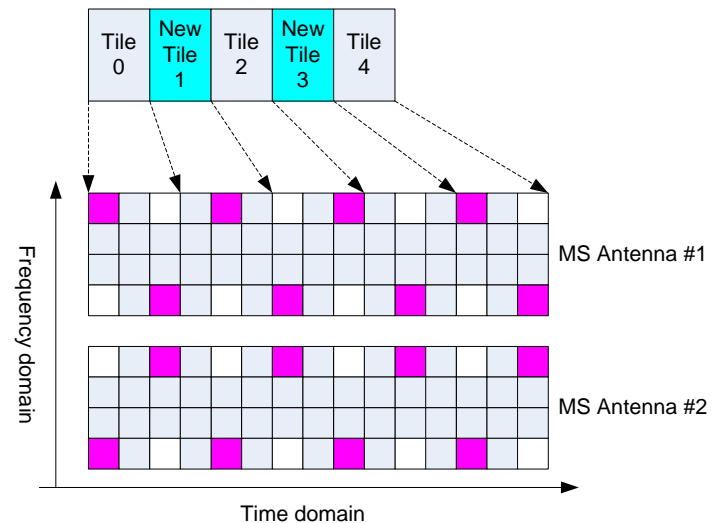 Tile
0
New
Tile
1
Tile
2
New
Tile
3
Tile
4
Frequency domain
MS Antenna #1
MS Antenna #2
Time domain